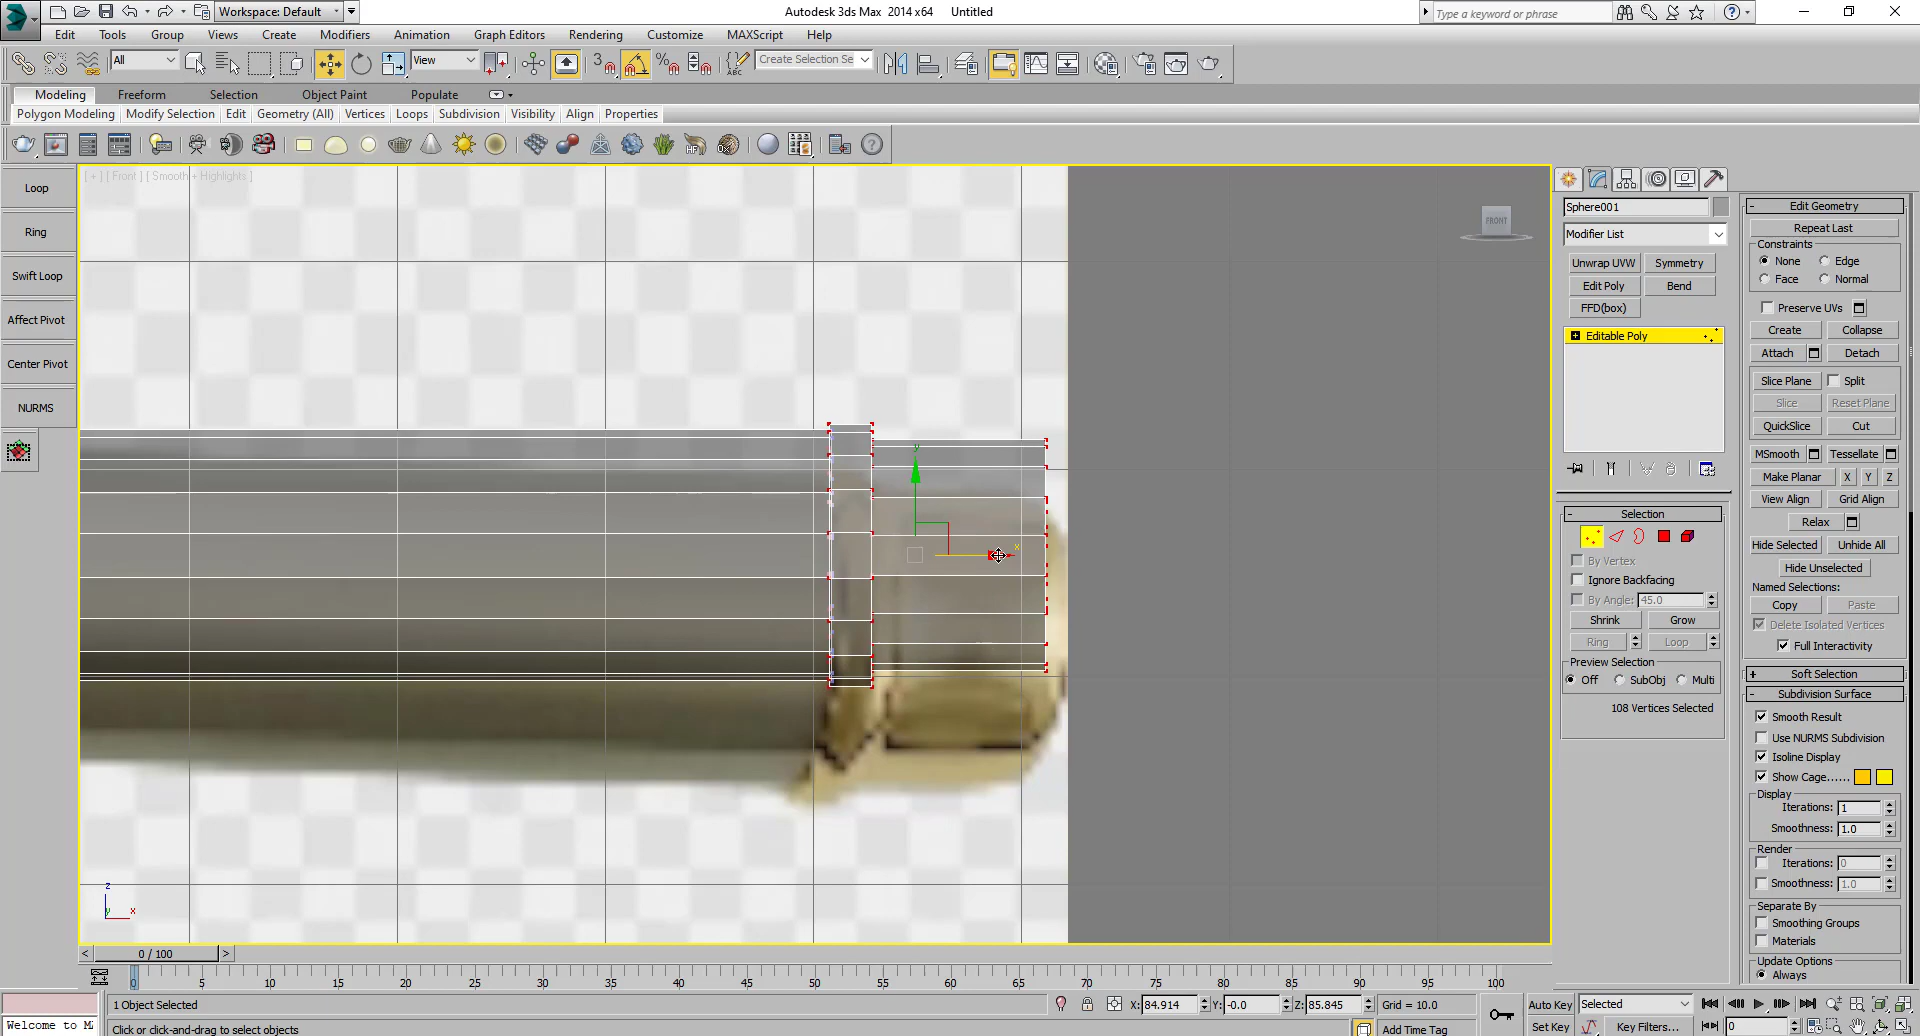 Workspace: Default
Autodesk 3ds Max 2014 x64 Untitled
Type a keyword or phrase
Edit Tools Group Views Create Modifiers Animation Graph Editors Rendering Customize MAXScript Help
All View Create Selection Se
Modeling Freeform Selection Object Paint Populate
Polygon Modeling Modify Selection Edit Geometry (All) Vertices Loops Subdivision Visibility Align Properties
Loop
Ring
Swift Loop
Affect Pivot
Center Pivot
NURMS
[ + ] [ Front ] [ Smooth + Highlights ]
FRONT
y
x
z
y x
Sphere001
Modifier List
Unwrap UVW Symmetry
Edit Poly Bend
FFD(box)
Editable Poly
- Selection
By Vertex
Ignore Backfacing
By Angle: 45.0
Shrink Grow
Ring Loop
Preview Selection
Off SubObj Multi
108 Vertices Selected
- Edit Geometry
Repeat Last
Constraints
None Edge
Face Normal
Preserve UVs
Create Collapse
Attach Detach
Slice Plane Split
Slice Reset Plane
QuickSlice Cut
MSmooth Tessellate
Make Planar X Y Z
View Align Grid Align
Relax
Hide Selected Unhide All
Hide Unselected
Named Selections:
Copy Paste
Delete Isolated Vertices
Full Interactivity
+ Soft Selection
- Subdivision Surface
Smooth Result
Use NURMS Subdivision
Isoline Display
Show Cage......
Display
Iterations: 1
Smoothness: 1.0
Render
Iterations: 0
Smoothness: 1.0
Separate By
Smoothing Groups
Materials
Update Options
Always
< 0 / 100 >
0 5 10 15 20 25 30 35 40 45 50 55 60 65 70 75 80 85 90 95 100
1 Object Selected X: 84.914 Y: -0.0 Z: 85.845 Grid = 10.0 Auto Key Selected
Welcome to MA Click or click-and-drag to select objects Add Time Tag Set Key Key Filters... 0